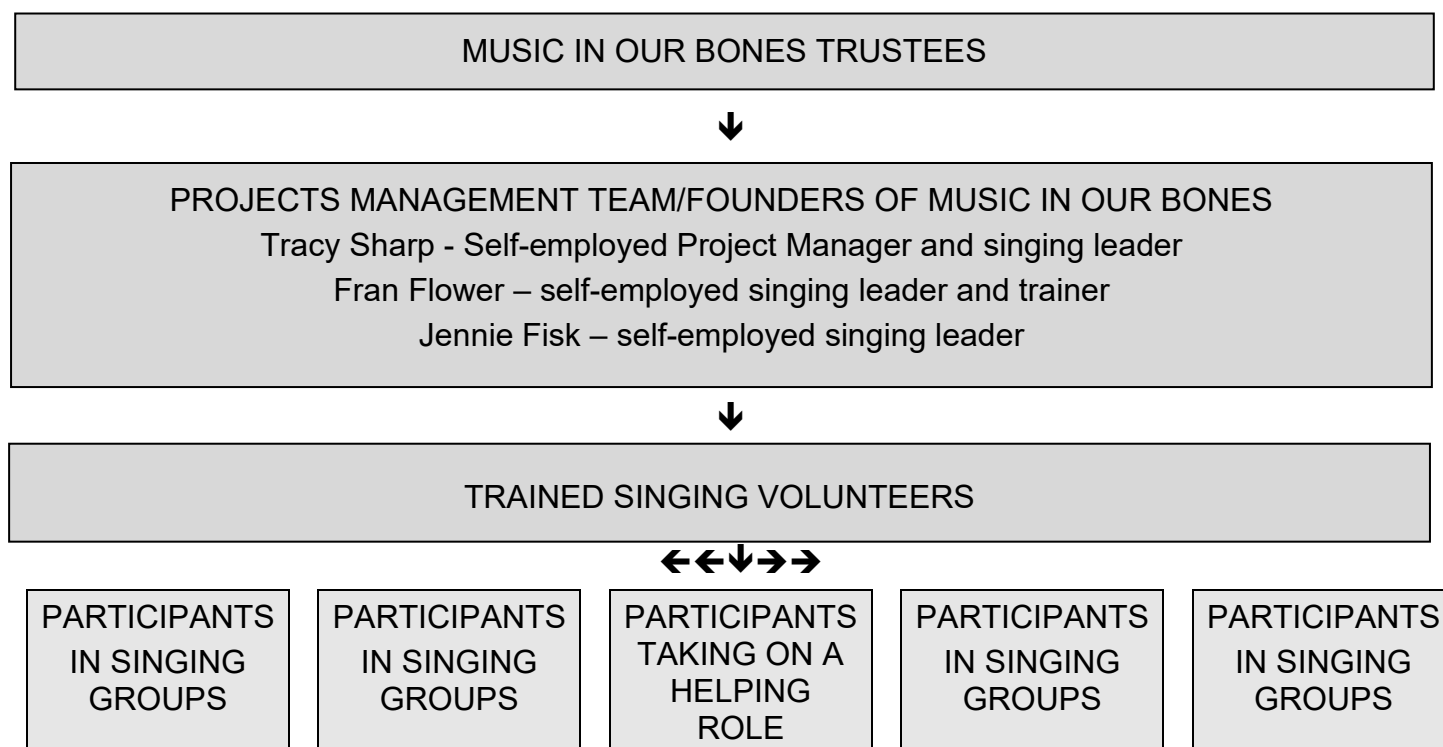 MUSIC IN OUR BONES TRUSTEES
PROJECTS MANAGEMENT TEAM/FOUNDERS OF MUSIC IN OUR BONES
Tracy Sharp - Self-employed Project Manager and singing leader
Fran Flower – self-employed singing leader and trainer
Jennie Fisk – self-employed singing leader
TRAINED SINGING VOLUNTEERS
PARTICIPANTS
IN SINGING
GROUPS
PARTICIPANTS
IN SINGING
GROUPS
PARTICIPANTS
TAKING ON A
HELPING
ROLE
PARTICIPANTS
IN SINGING
GROUPS
PARTICIPANTS
IN SINGING
GROUPS